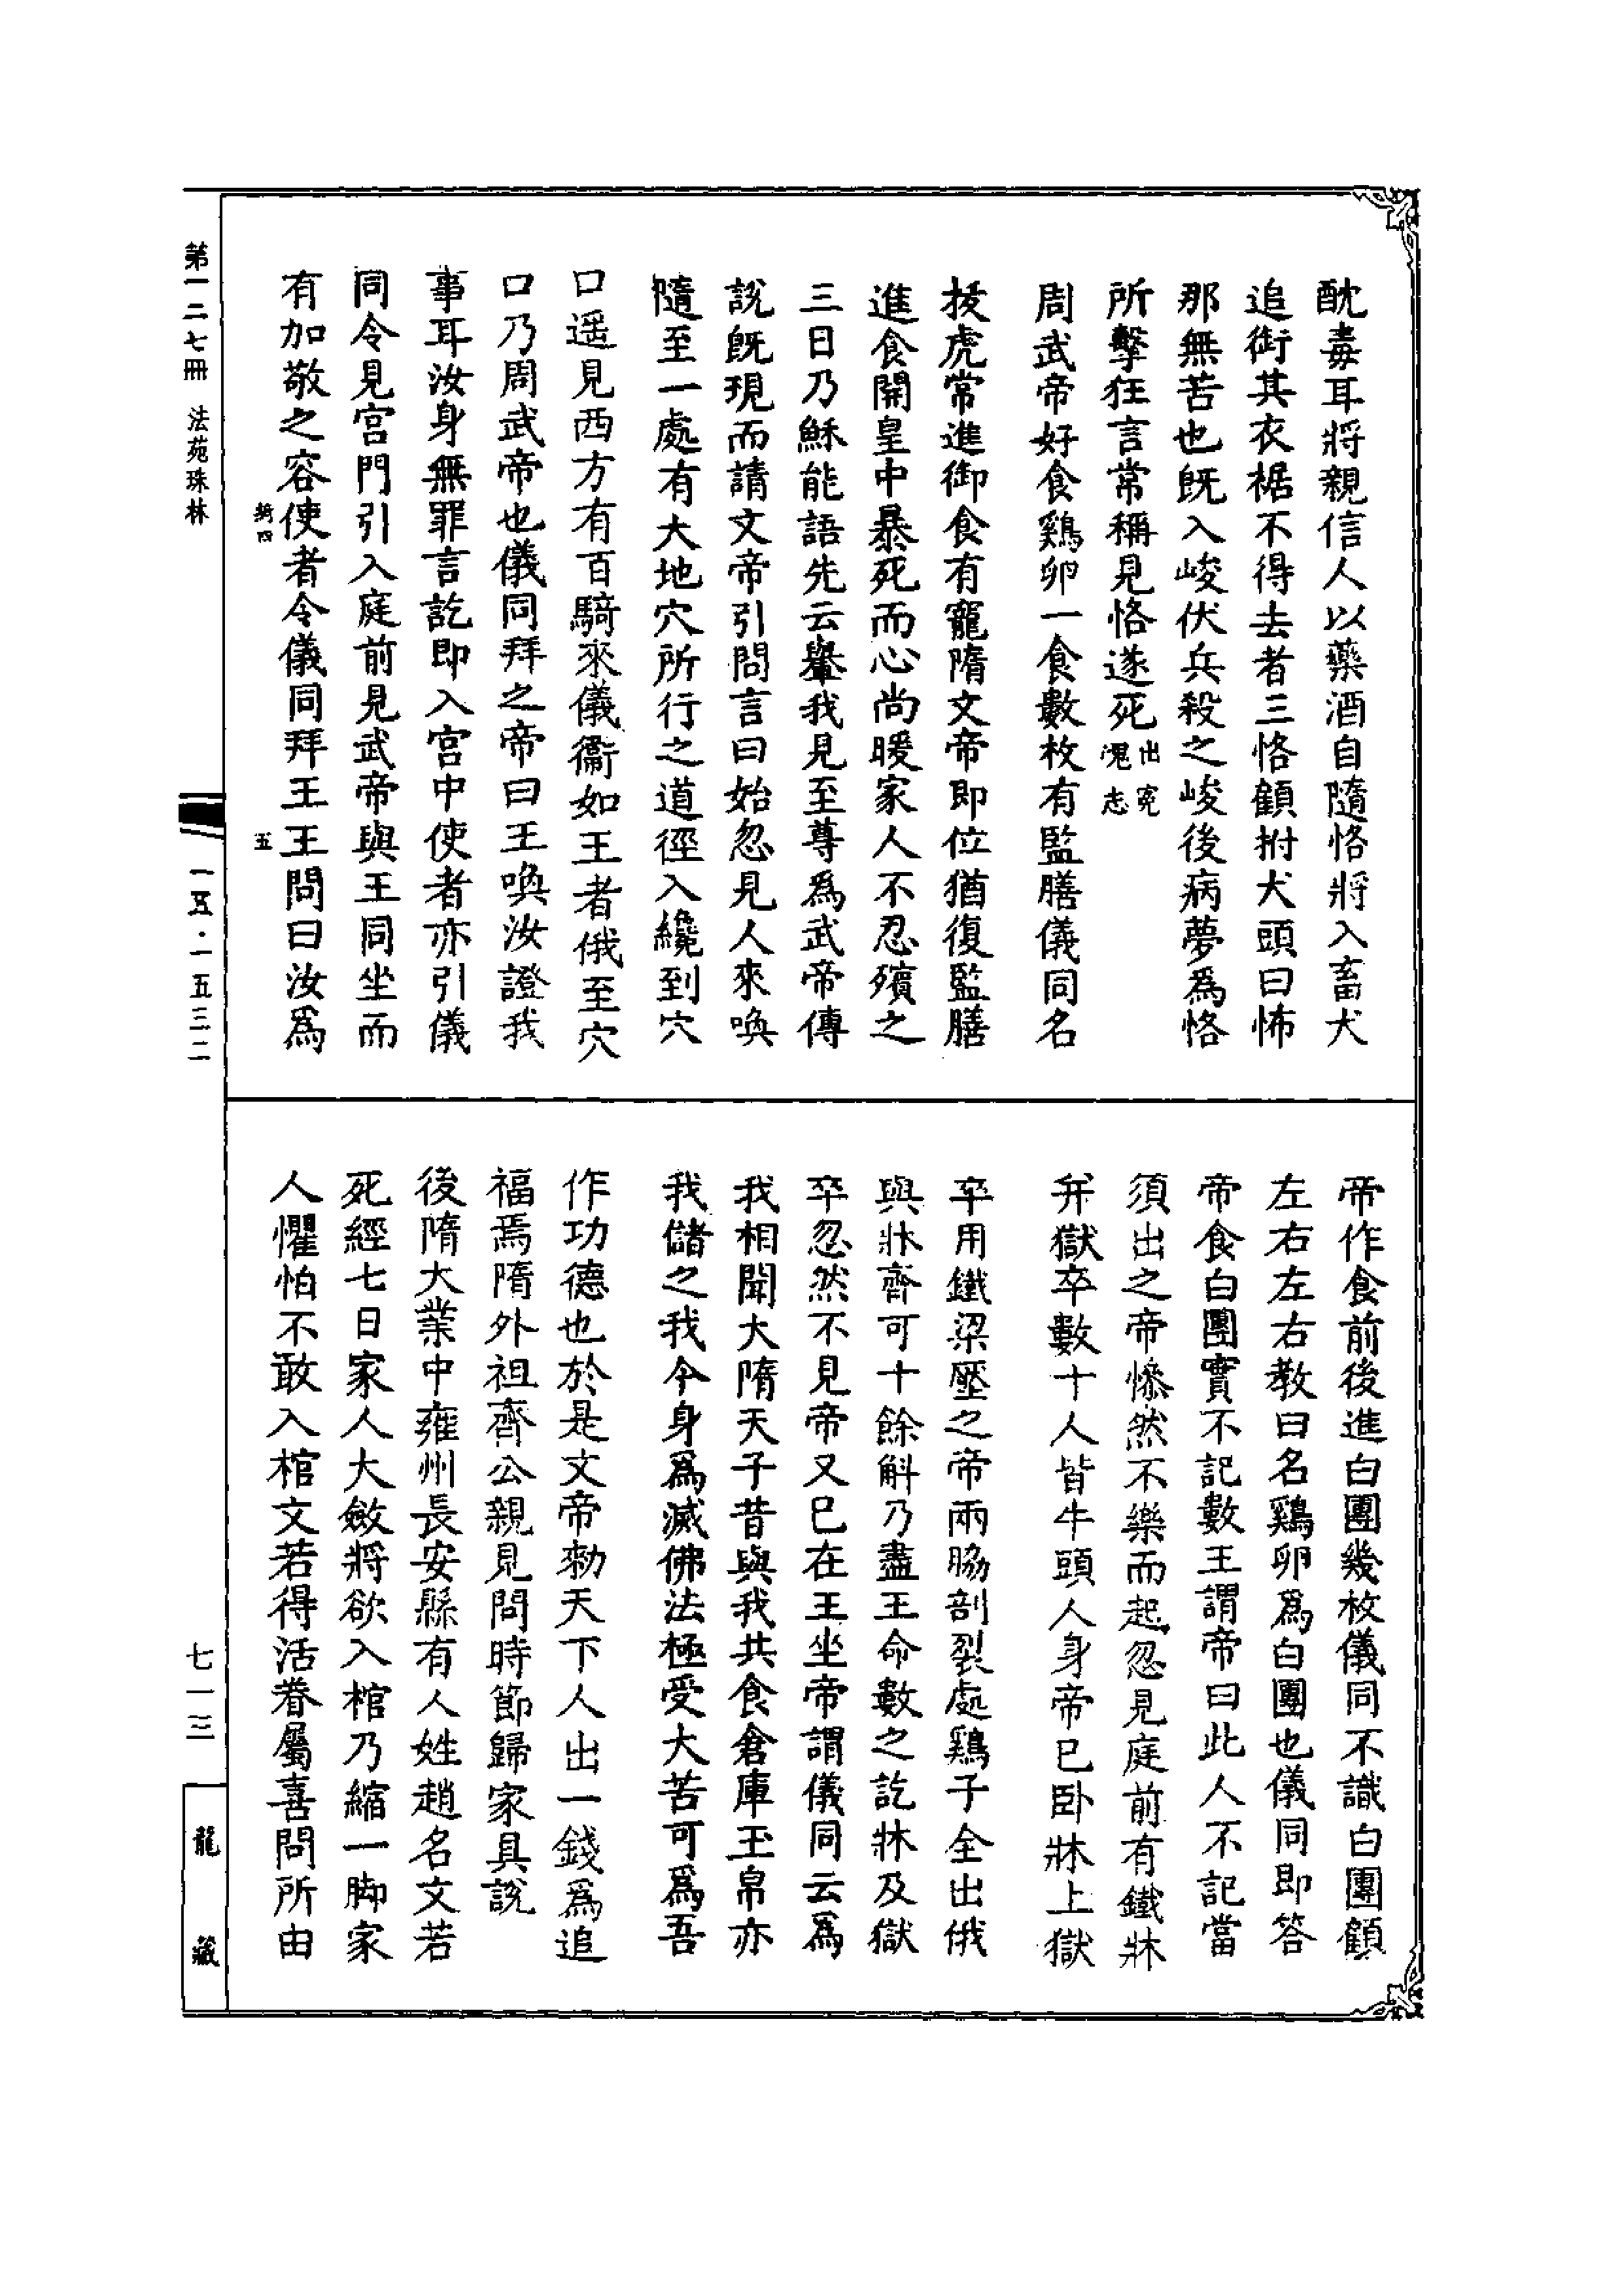 酖毒耳將親信人以藥酒自隨恪將入畜犬
追銜其衣裾不得去者三恪顧拊犬頭曰怖
那無苦也既入峻伏兵殺之峻後病夢爲恪
所擊狂言常稱見恪遂死出寃
魂志
周武帝好食鷄卵一食數枚有監膳儀同名
拔虎常進御食有寵隋文帝即位猶復監膳
進食開皇中暴死而心尚暖家人不忍殯之
三日乃穌能語先云轝我見至尊爲武帝傳
說既現而請文帝引問言曰始忽見人來喚
隨至一處有大地穴所行之道徑入纔到穴
口遥見西方有百騎來儀衞如王者俄至穴
口乃周武帝也儀同拜之帝曰王喚汝證我
事耳汝身無罪言訖即入宫中使者亦引儀
同令見宫門引入庭前見武帝與王同坐而
有加敬之容使者令儀同拜王王問曰汝爲
帝作食前後進白團幾枚儀同不識白團顧
左右左右教曰名鷄卵爲白團也儀同即答
帝食白團實不記數王謂帝曰此人不記當
須出之帝慘然不樂而起忽見庭前有鐵牀
并獄卒數十人皆牛頭人身帝已卧牀上獄
卒用鐵梁壓之帝兩脇剖裂處鷄子全出俄
與牀齊可十餘斛乃盡王命數之訖牀及獄
卒忽然不見帝又已在王坐帝謂儀同云爲
我相聞大隋天子昔與我共食倉庫玉帛亦
我儲之我今身爲滅佛法極受大苦可爲吾
作功德也於是文帝勑天下人出一錢爲追
福焉隋外祖齊公親見問時節歸家具說
後隋大業中雍州長安縣有人姓趙名文若
死經七日家人大斂將欲入棺乃縮一脚家
人懼怕不敢入棺文若得活眷屬喜問所由
綺四
五
第一二七冊 法苑珠林
一五·一五三二
七一三
龍藏